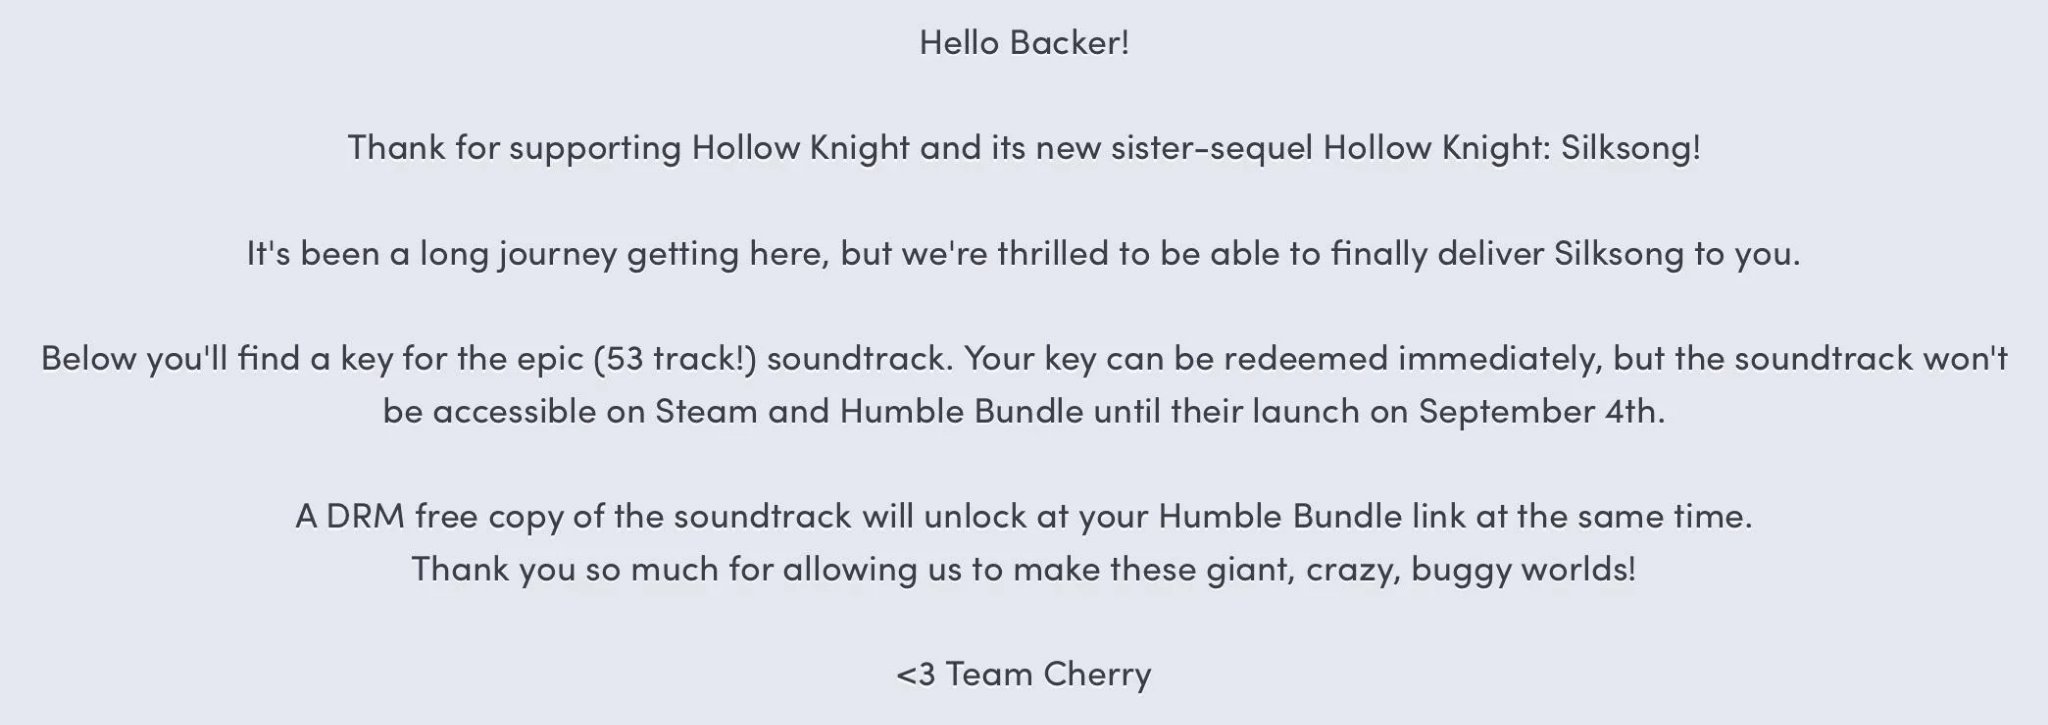 Hello Backer!
Thank for supporting Hollow Knight and its new sister-sequel Hollow Knight: Silksong!
It's been a long journey getting here, but we're thrilled to be able to finally deliver Silksong to you.
Below you'll find a key for the epic (53 track!) soundtrack. Your key can be redeemed immediately, but the soundtrack won't
be accessible on Steam and Humble Bundle until their launch on September 4th.
A DRM free copy of the soundtrack will unlock at your Humble Bundle link at the same time.
Thank you so much for allowing us to make these giant, crazy, buggy worlds!
<3 Team Cherry